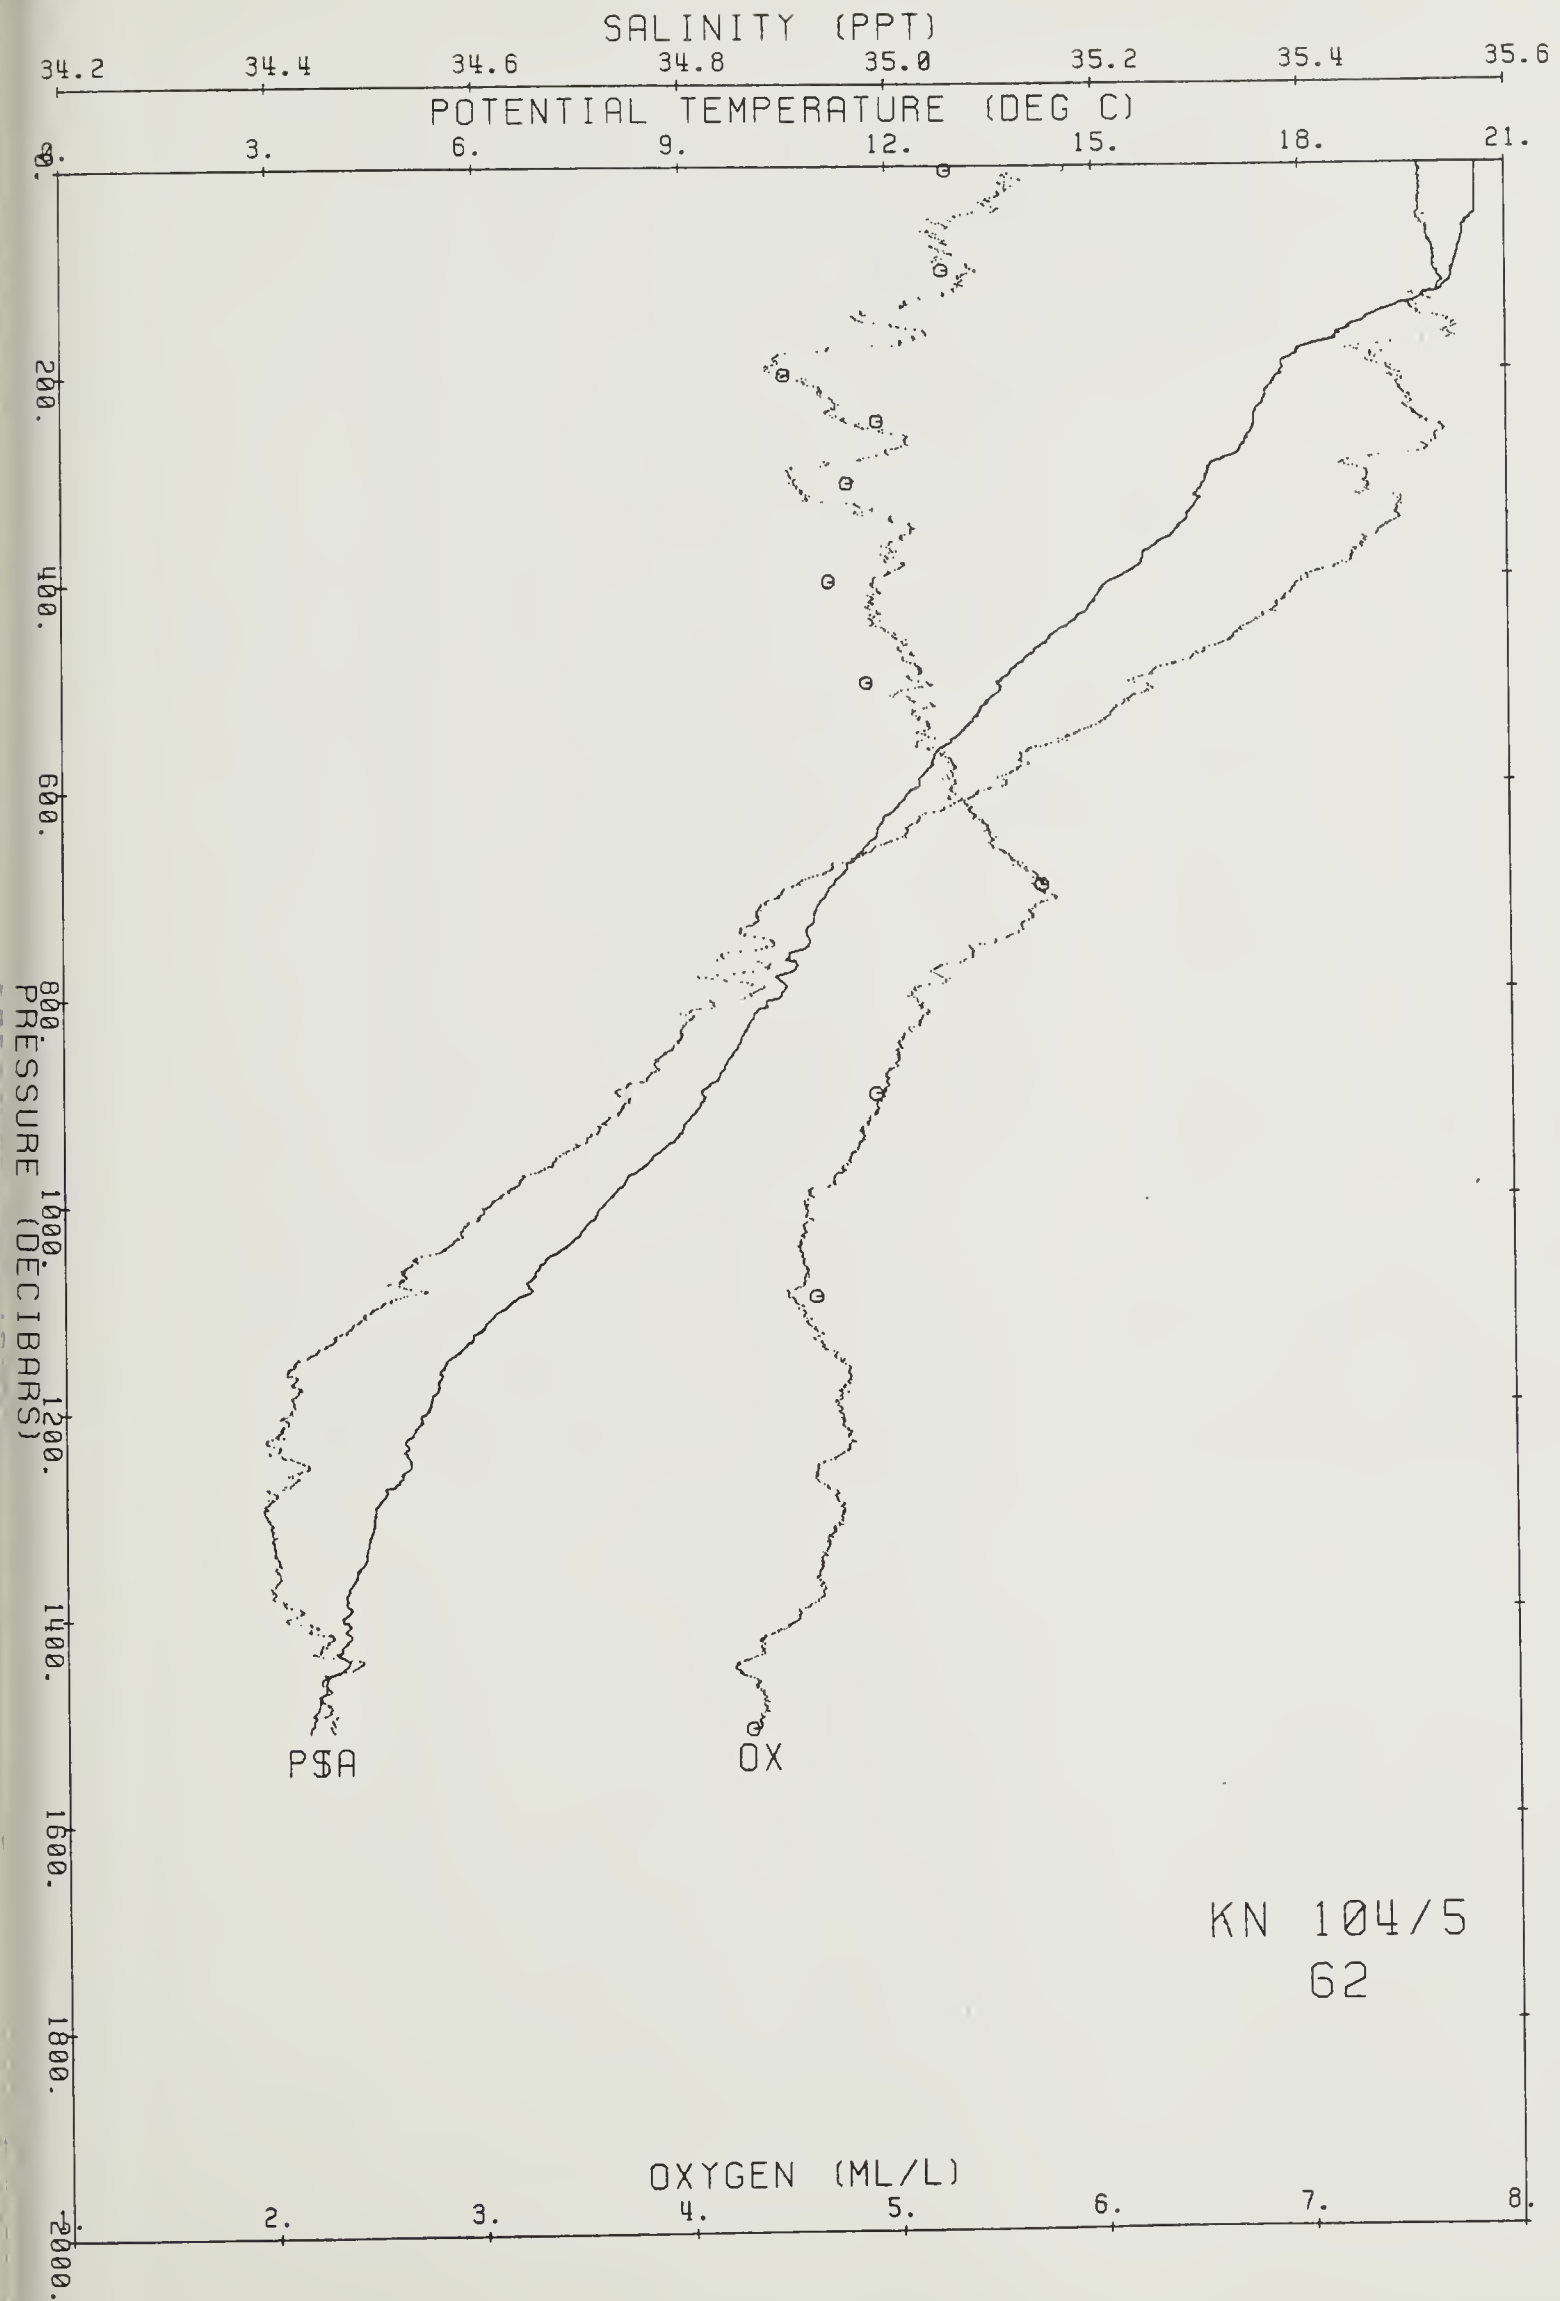 SALINITY (PPT)
34.2 34.4 34.6 34.8 35.0 35.2 35.4 35.6
POTENTIAL TEMPERATURE (DEG C)
0. 3. 6. 9. 12. 15. 18. 21.
0.
200.
400.
600.
800.
1000.
1200.
1400.
1600.
1800.
2000.
PRESSURE (DECIBARS)
P$A
OX
KN 104/5
62
OXYGEN (ML/L)
2. 3. 4. 5. 6. 7. 8.